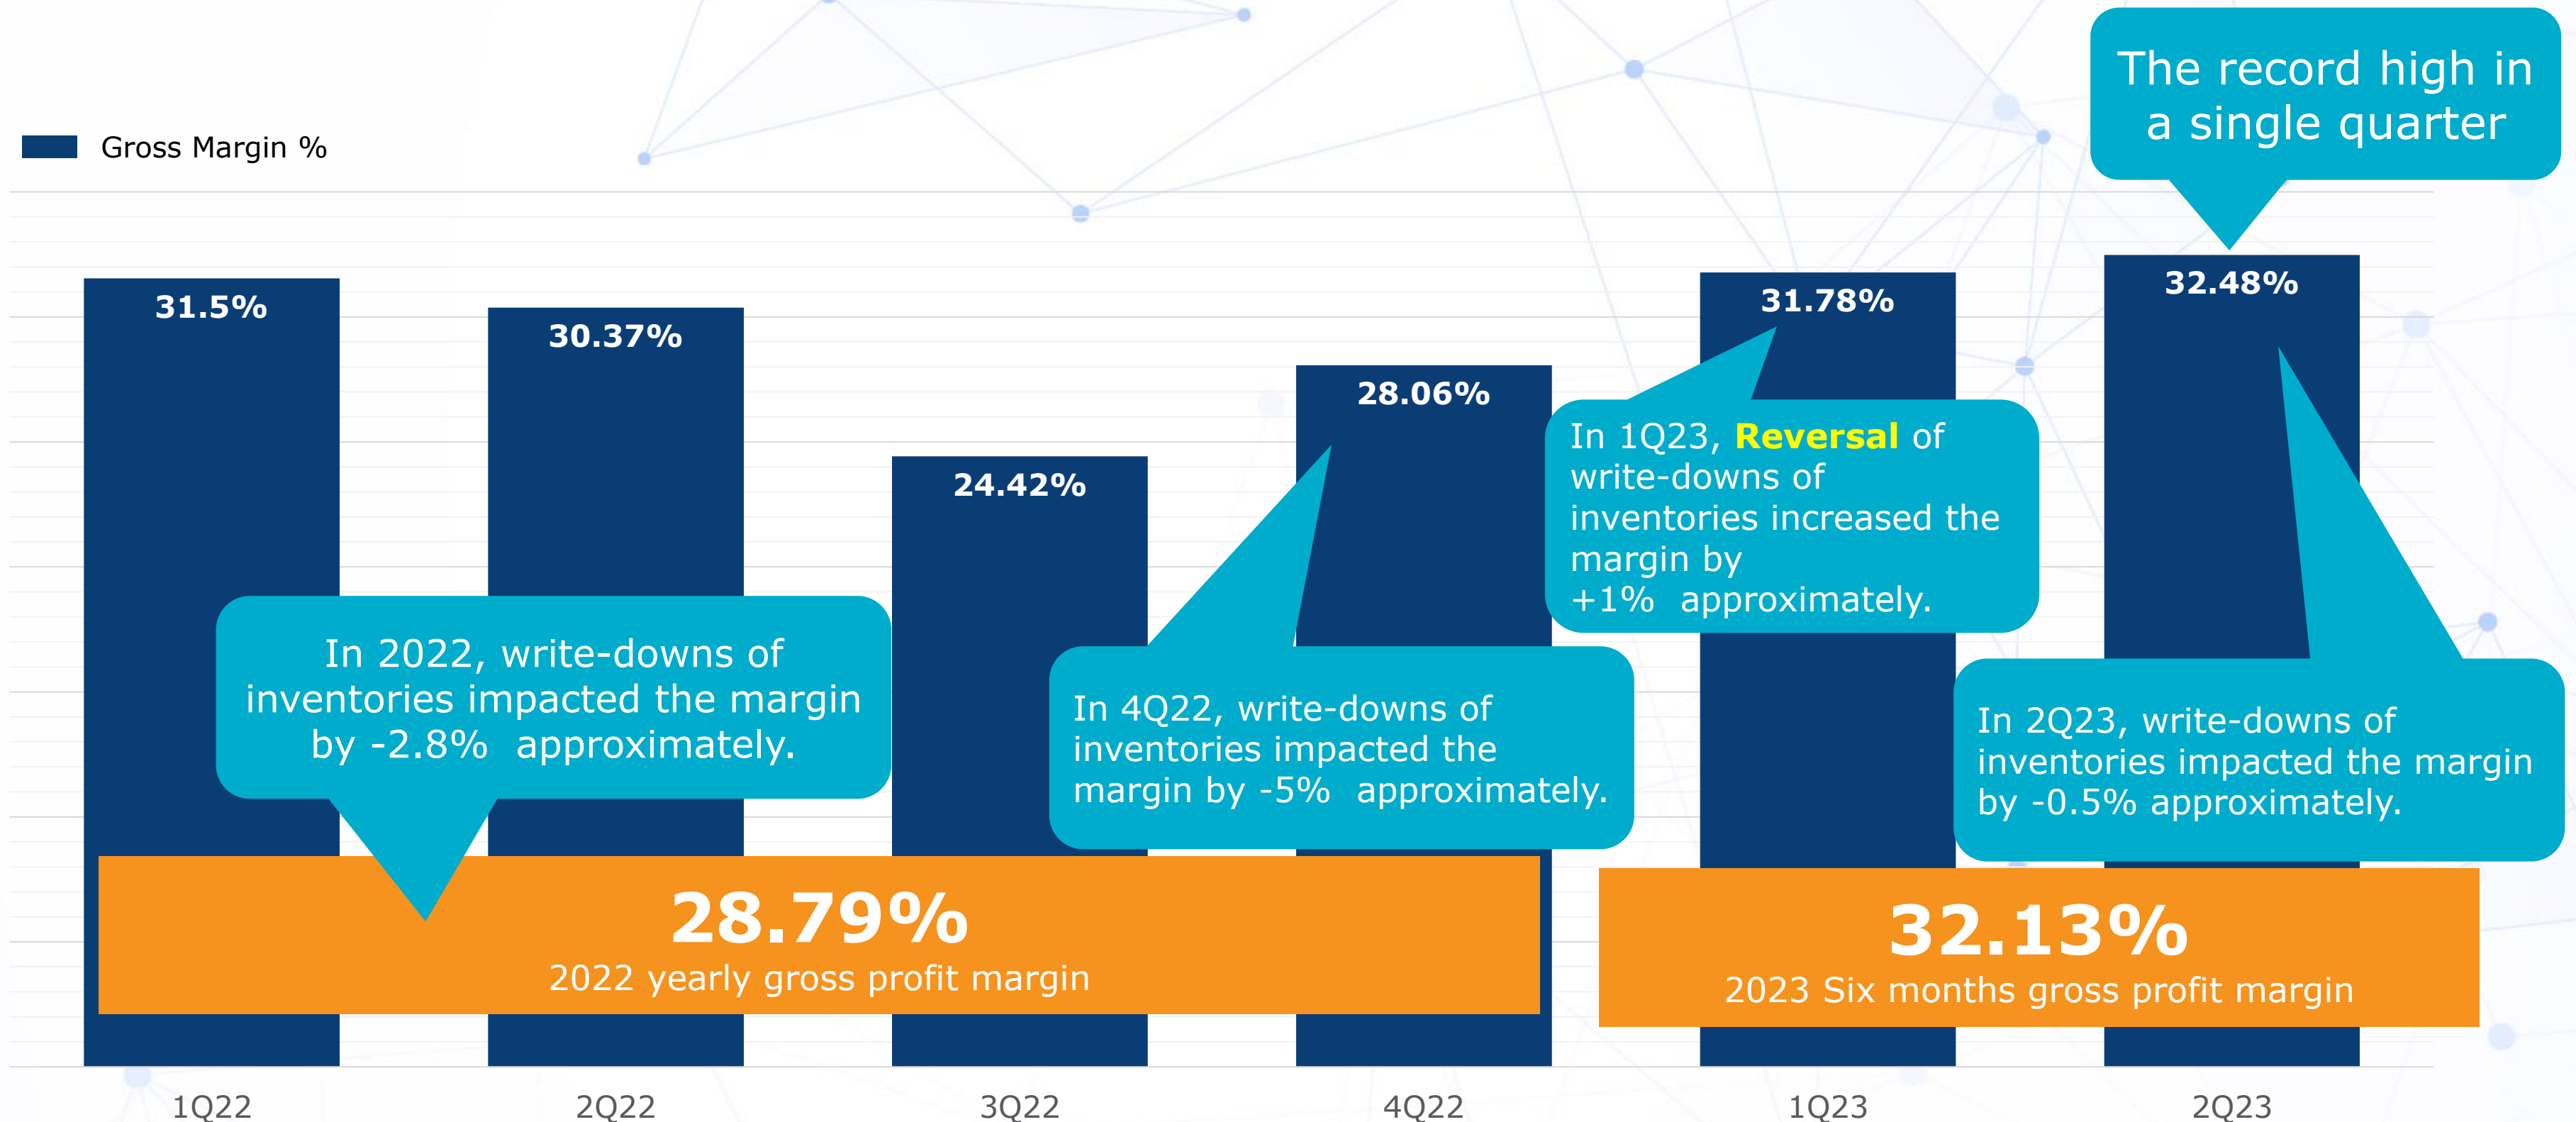 The record high in
a single quarter
Gross Margin %
31.5%
30.37%
24.42%
28.06%
31.78%
32.48%
In 2022, write-downs of
inventories impacted the margin
by -2.8%  approximately.
In 4Q22, write-downs of
inventories impacted the
margin by -5%  approximately.
In 1Q23, Reversal of
write-downs of
inventories increased the
margin by
+1%  approximately.
In 2Q23, write-downs of
inventories impacted the margin
by -0.5% approximately.
28.79%
2022 yearly gross profit margin
32.13%
2023 Six months gross profit margin
1Q22
2Q22
3Q22
4Q22
1Q23
2Q23